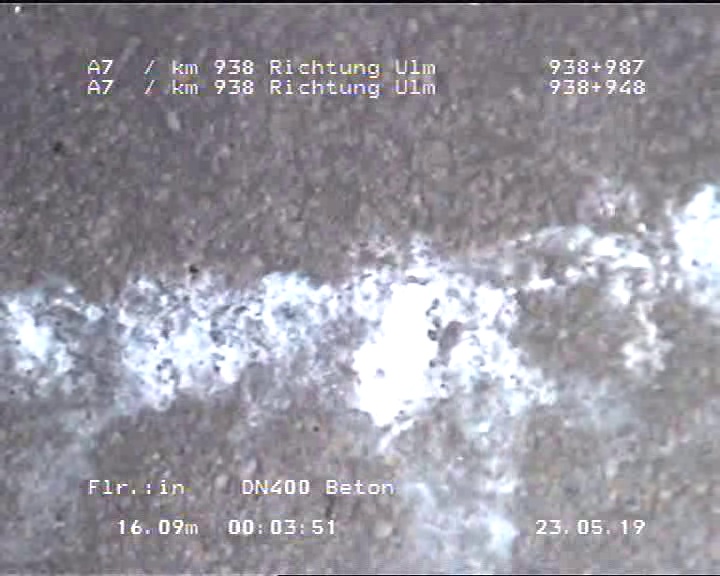 A7 / km 938 Richtung Ulm 938+987
A7 / km 938 Richtung Ulm 938+948
Flr.:in DN400 Beton
16.09m 00:03:51 23.05.19